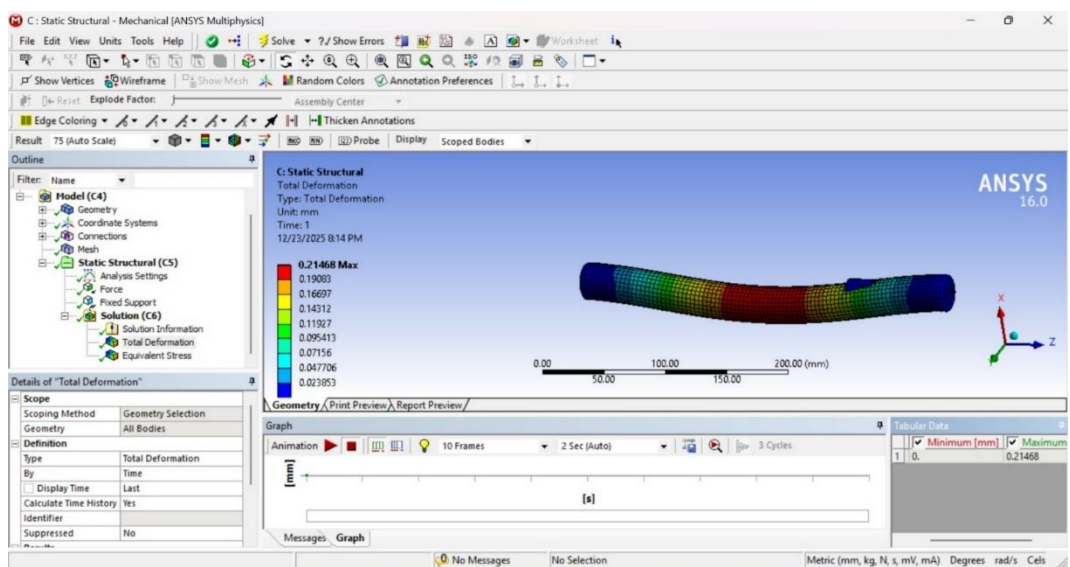 C : Static Structural - Mechanical [ANSYS Multiphysics]
File Edit View Units Tools Help Solve ?/ Show Errors Worksheet
Show Vertices Wireframe Show Mesh Random Colors Annotation Preferences
Reset Explode Factor: Assembly Center
Edge Coloring Thicken Annotations
Result 75 (Auto Scale) Probe Display Scoped Bodies
Outline
Filter: Name
Model (C4)
Geometry
Coordinate Systems
Connections
Mesh
Static Structural (C5)
Analysis Settings
Force
Fixed Support
Solution (C6)
Solution Information
Total Deformation
Equivalent Stress
Details of "Total Deformation"
Scope
Scoping Method Geometry Selection
Geometry All Bodies
Definition
Type Total Deformation
By Time
Display Time Last
Calculate Time History Yes
Identifier
Suppressed No
C: Static Structural
Total Deformation
Type: Total Deformation
Unit: mm
Time: 1
12/23/2025 8:14 PM
0.21468 Max
0.19083
0.16697
0.14312
0.11927
0.095413
0.07156
0.047706
0.023853
ANSYS
16.0
X
Z
0.00 100.00 200.00 (mm)
50.00 150.00
Geometry Print Preview Report Preview
Graph
Animation 10 Frames 2 Sec (Auto) 3 Cycles
[mm]
[s]
Messages Graph
Tabular Data
Minimum [mm] Maximum
1 0. 0.21468
0 No Messages No Selection Metric (mm, kg, N, s, mV, mA) Degrees rad/s Cels